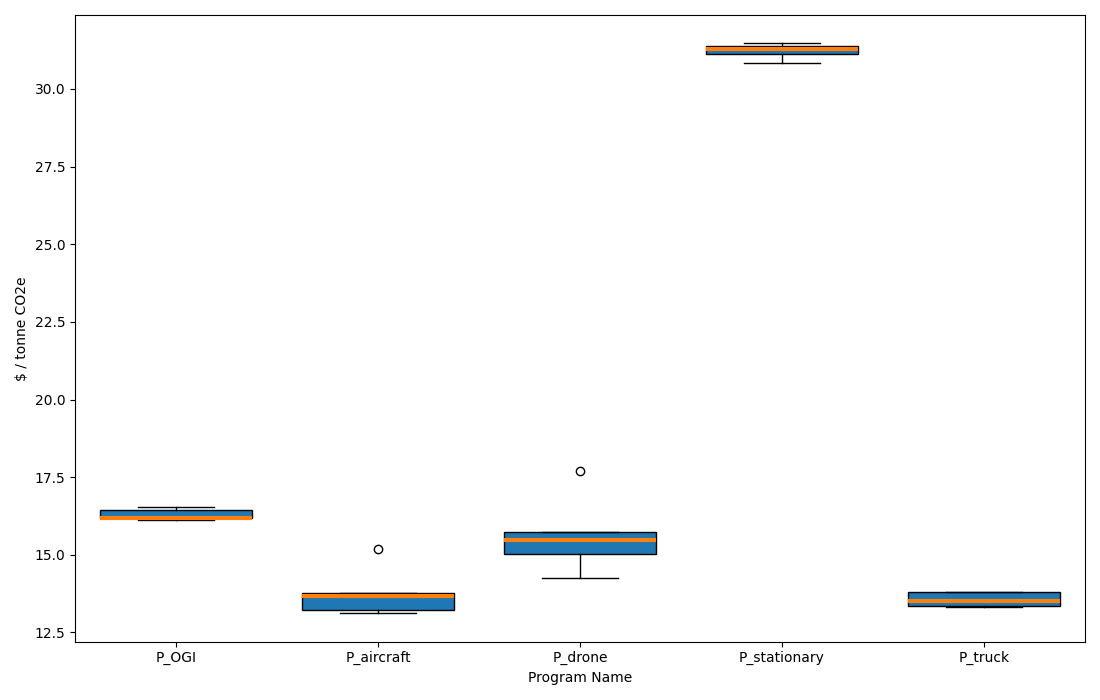 $ / tonne CO2e
30.0
27.5
25.0
22.5
20.0
17.5
15.0
12.5
P_OGI P_aircraft P_drone P_stationary P_truck
Program Name